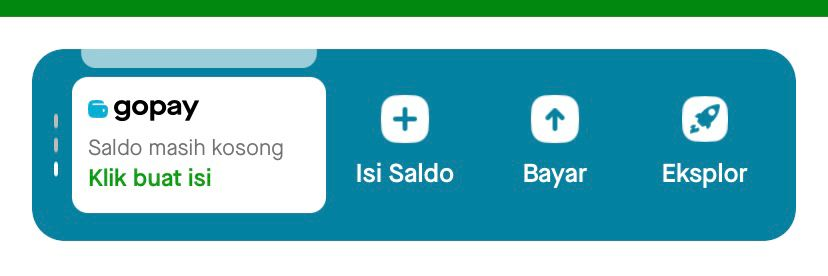 gopay
Saldo masih kosong
Klik buat isi
Isi Saldo
Bayar
Eksplor